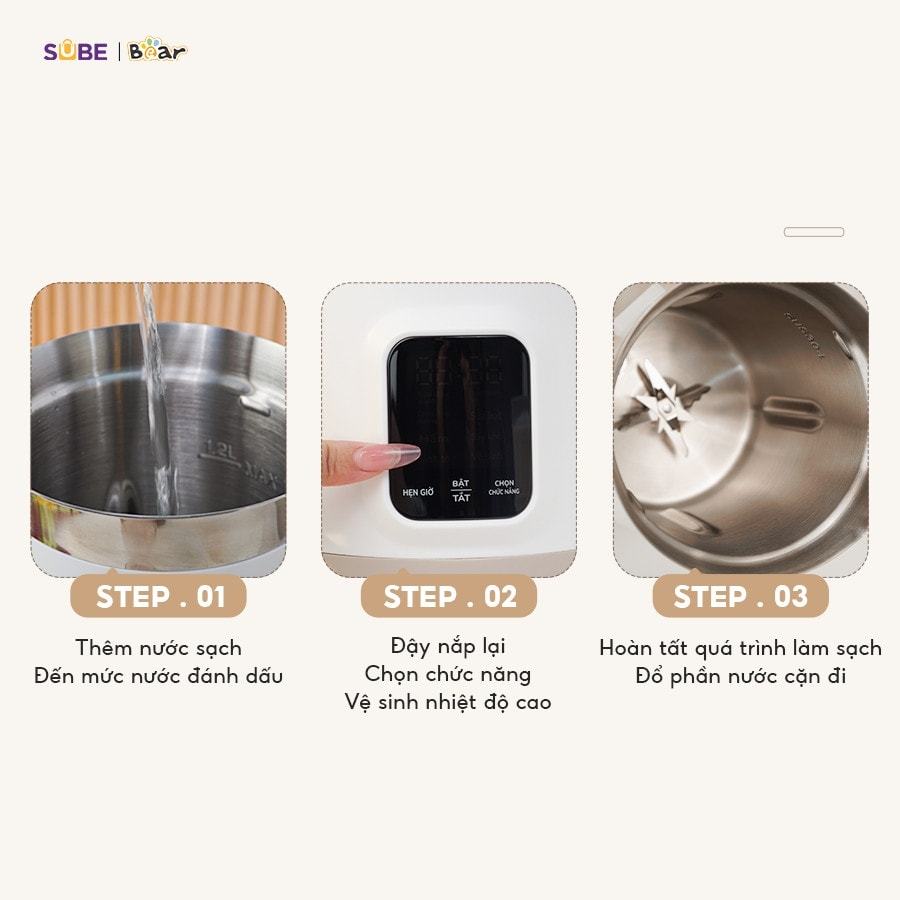 SUBE | Bear
1.2L MAX
HẸN GIỜ
BẬT
TẮT
CHỌN
CHỨC NĂNG
SUS304
STEP . 01
STEP . 02
STEP . 03
Thêm nước sạch
Đến mức nước đánh dấu
Đậy nắp lại
Chọn chức năng
Vệ sinh nhiệt độ cao
Hoàn tất quá trình làm sạch
Đổ phần nước cặn đi